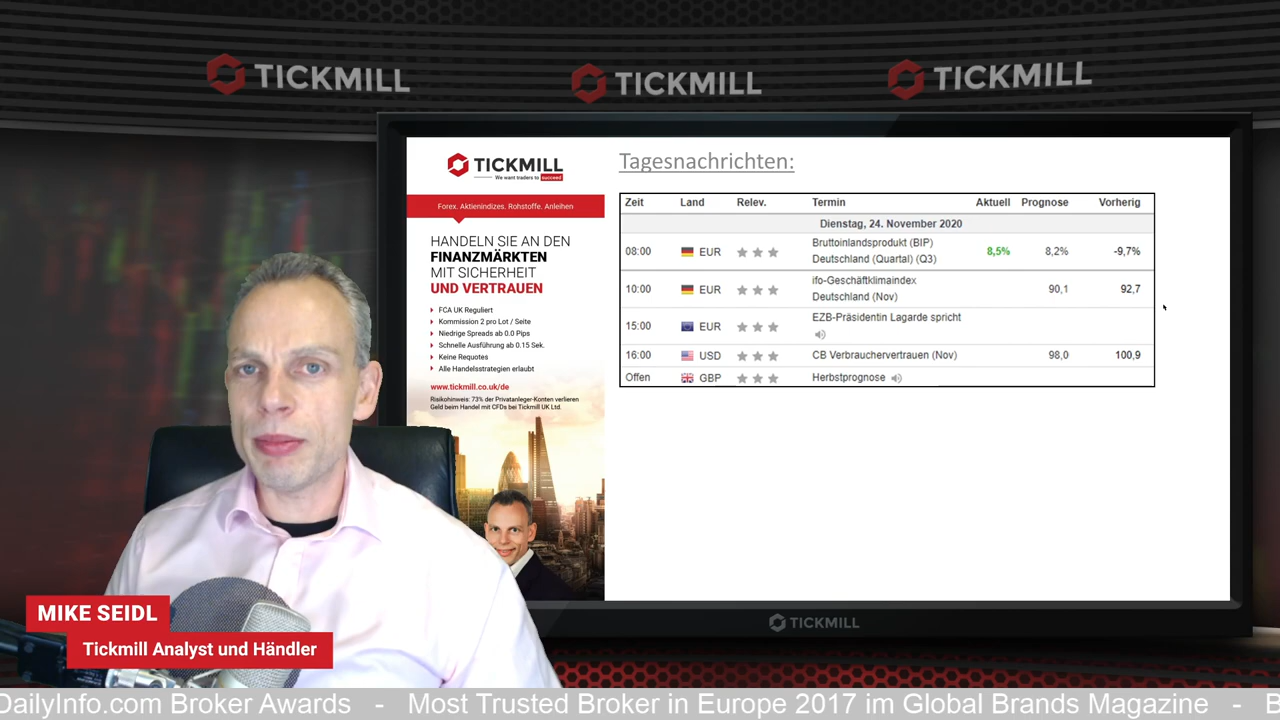 TICKMILL
TICKMILL
TICKMILL
TICKMILL
We want traders to succeed
Forex. Aktienindizes. Rohstoffe. Anleihen
HANDELN SIE AN DEN
FINANZMÄRKTEN
MIT SICHERHEIT
UND VERTRAUEN
FCA UK Reguliert
Kommission 2 pro Lot / Seite
Niedrige Spreads ab 0.0 Pips
Schnelle Ausführung ab 0.15 Sek.
Keine Requotes
Alle Handelsstrategien erlaubt
www.tickmill.co.uk/de
Risikohinweis: 73% der Privatanleger-Konten verlieren
Geld beim Handel mit CFDs bei Tickmill UK Ltd.
Tagesnachrichten:
Zeit Land Relev. Termin Aktuell Prognose Vorherig
Dienstag, 24. November 2020
08:00 EUR Bruttoinlandsprodukt (BIP) Deutschland (Quartal) (Q3) 8,5% 8,2% -9,7%
10:00 EUR ifo-Geschäftklimaindex Deutschland (Nov) 90,1 92,7
15:00 EUR EZB-Präsidentin Lagarde spricht
16:00 USD CB Verbrauchervertrauen (Nov) 98,0 100,9
Offen GBP Herbstprognose
TICKMILL
MIKE SEIDL
Tickmill Analyst und Händler
DailyInfo.com Broker Awards - Most Trusted Broker in Europe 2017 im Global Brands Magazine - B